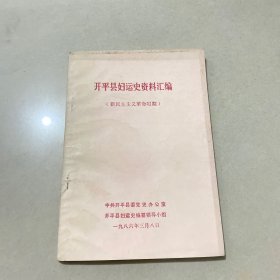 开平县妇运史资料汇编
（新民主主义革命时期）
中共开平县委党史办公室
开平县妇运史编纂领导小组
一九八六年三月八日